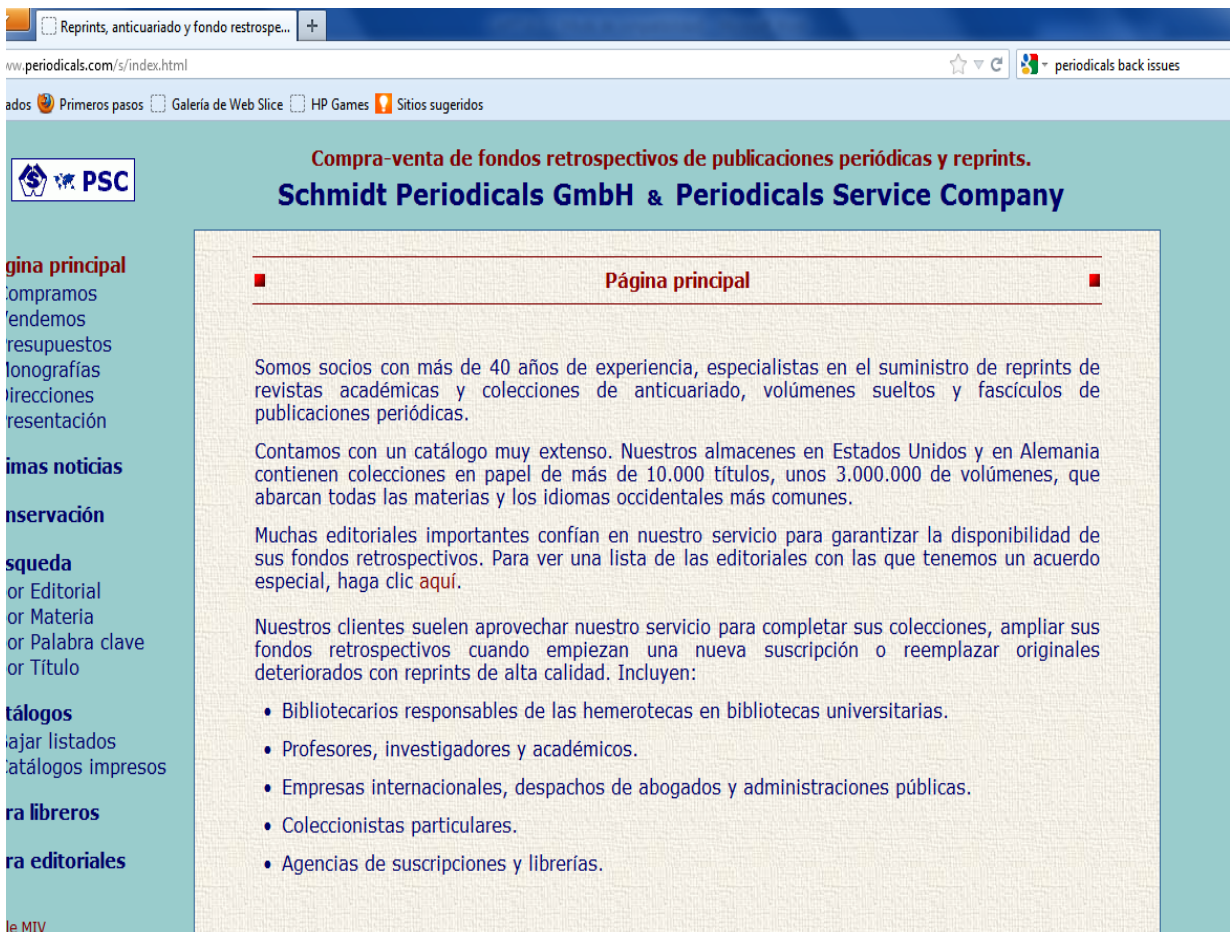 Reprints, anticuariado y fondo restrospe... +
ww.periodicals.com/s/index.html
periodicals back issues
ados Primeros pasos Galería de Web Slice HP Games Sitios sugeridos
PSC
Compra-venta de fondos retrospectivos de publicaciones periódicas y reprints.
Schmidt Periodicals GmbH & Periodicals Service Company
gina principal
ompramos
endemos
resupuestos
onografías
irecciones
resentación
imas noticias
nservación
squeda
or Editorial
or Materia
or Palabra clave
or Título
tálogos
ajar listados
atálogos impresos
ra libreros
ra editoriales
le MIV
Página principal
Somos socios con más de 40 años de experiencia, especialistas en el suministro de reprints de
revistas académicas y colecciones de anticuariado, volúmenes sueltos y fascículos de
publicaciones periódicas.
Contamos con un catálogo muy extenso. Nuestros almacenes en Estados Unidos y en Alemania
contienen colecciones en papel de más de 10.000 títulos, unos 3.000.000 de volúmenes, que
abarcan todas las materias y los idiomas occidentales más comunes.
Muchas editoriales importantes confían en nuestro servicio para garantizar la disponibilidad de
sus fondos retrospectivos. Para ver una lista de las editoriales con las que tenemos un acuerdo
especial, haga clic aquí.
Nuestros clientes suelen aprovechar nuestro servicio para completar sus colecciones, ampliar sus
fondos retrospectivos cuando empiezan una nueva suscripción o reemplazar originales
deteriorados con reprints de alta calidad. Incluyen:
• Bibliotecarios responsables de las hemerotecas en bibliotecas universitarias.
• Profesores, investigadores y académicos.
• Empresas internacionales, despachos de abogados y administraciones públicas.
• Coleccionistas particulares.
• Agencias de suscripciones y librerías.